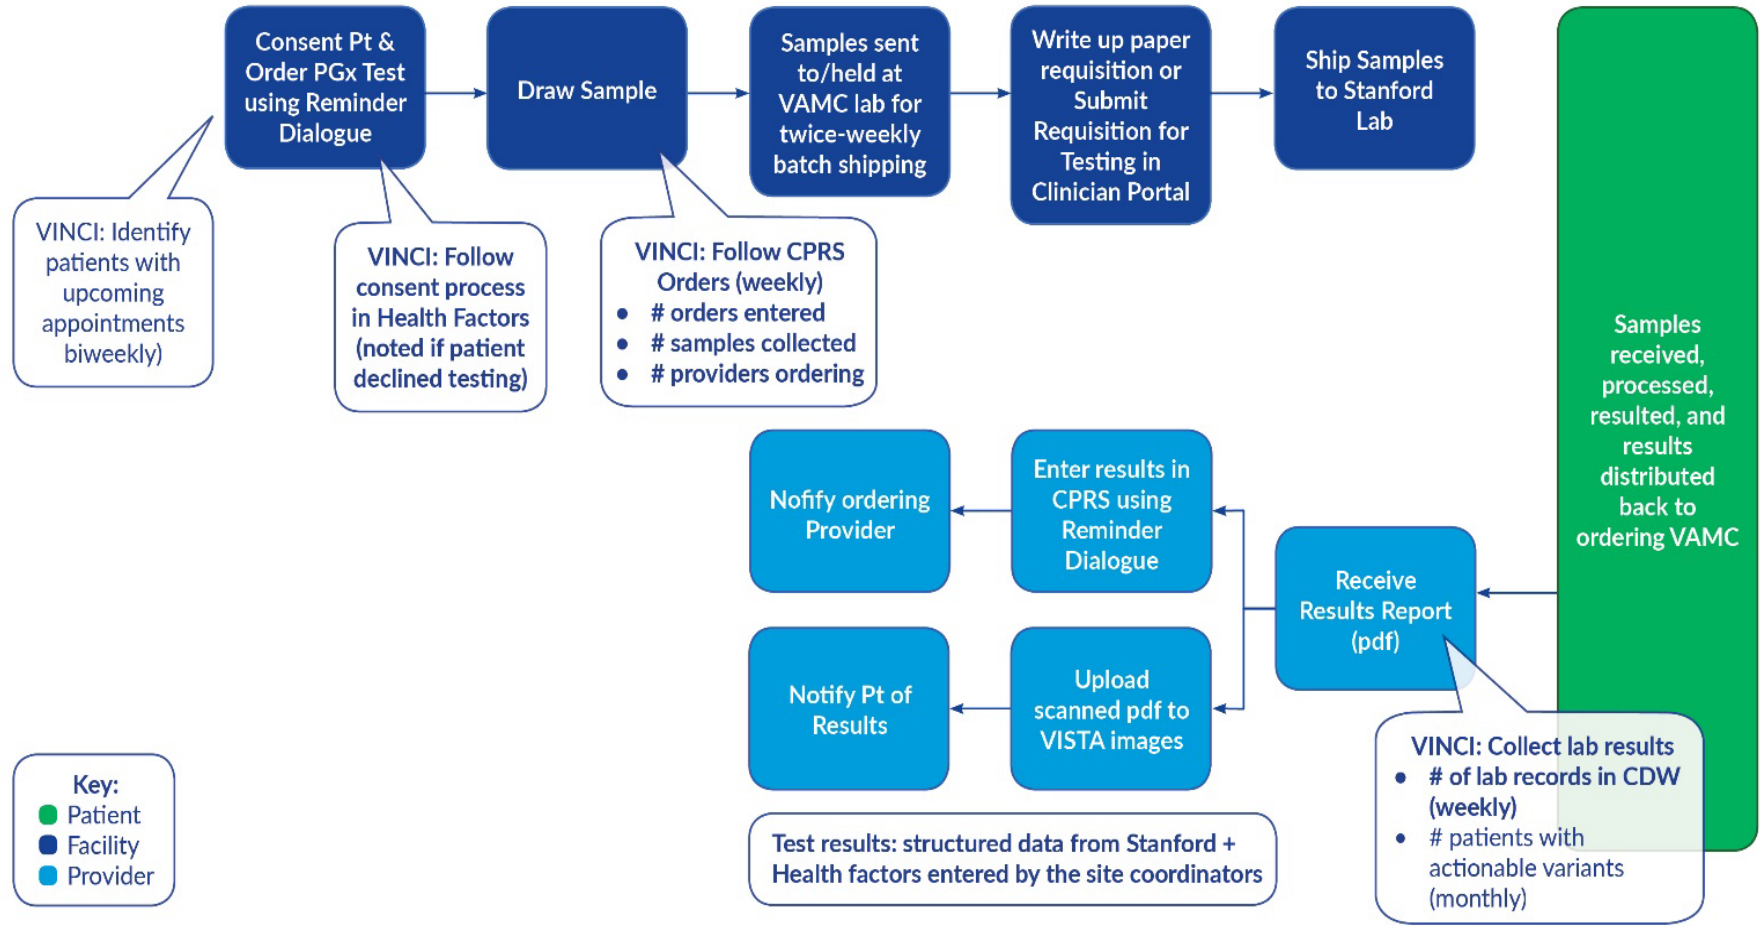 Consent Pt &
Order PGx Test
using Reminder
Dialogue
Draw Sample
Samples sent
to/held at
VAMC lab for
twice-weekly
batch shipping
Write up paper
requisition or
Submit
Requisition for
Testing in
Clinician Portal
Ship Samples
to Stanford
Lab
VINCI: Identify
patients with
upcoming
appointments
biweekly)
VINCI: Follow
consent process
in Health Factors
(noted if patient
declined testing)
VINCI: Follow CPRS
Orders (weekly)
• # orders entered
• # samples collected
• # providers ordering
Samples
received,
processed,
resulted, and
results
distributed
back to
ordering VAMC
Nofify ordering
Provider
Enter results in
CPRS using
Reminder
Dialogue
Receive
Results Report
(pdf)
Notify Pt of
Results
Upload
scanned pdf to
VISTA images
VINCI: Collect lab results
• # of lab records in CDW
(weekly)
• # patients with
actionable variants
(monthly)
Key:
Patient
Facility
Provider
Test results: structured data from Stanford +
Health factors entered by the site coordinators